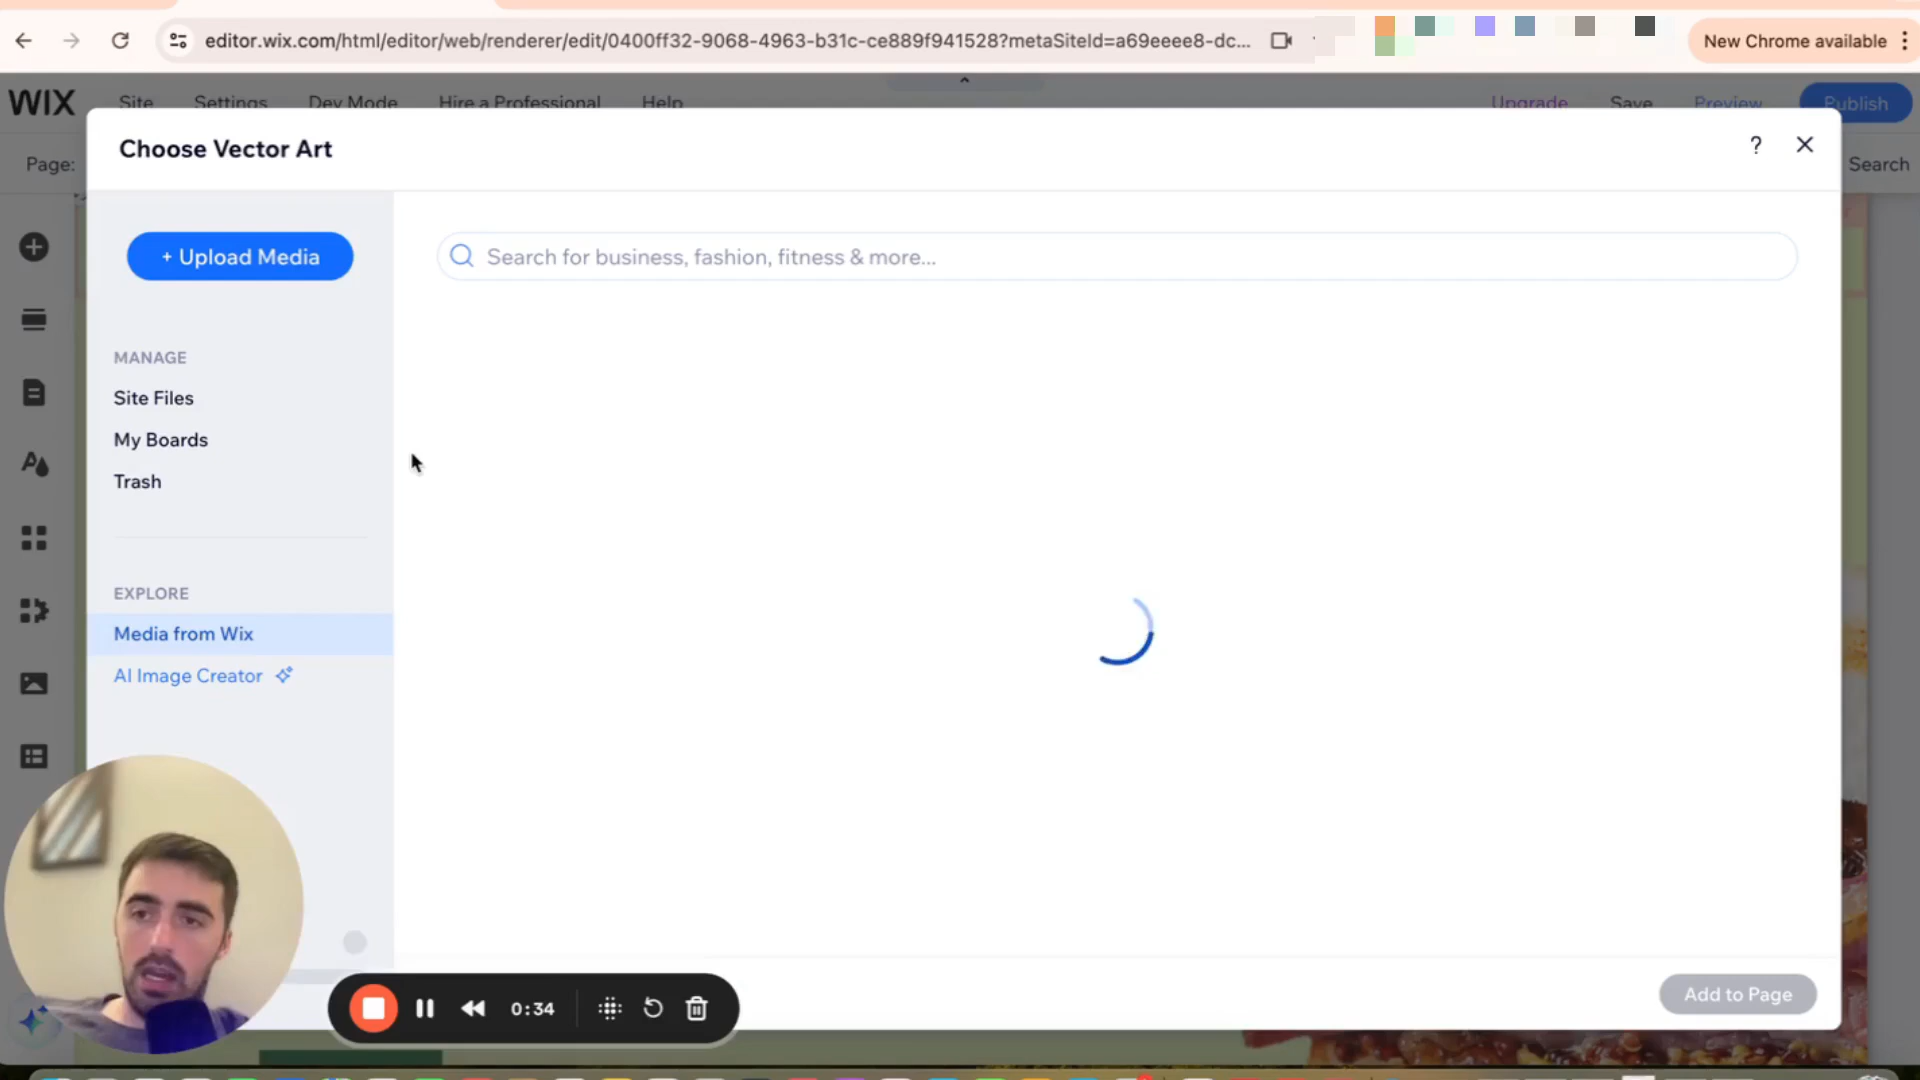 editor.wix.com/html/editor/web/renderer/edit/0400ff32-9068-4963-b31c-ce889f941528?metaSiteId=a69eeee8-dc...
New Chrome available
WIX
Site
Settings
Dev Mode
Hire a Professional
Help
Upgrade
Save
Preview
Publish
Page:
Search
Choose Vector Art
?
+ Upload Media
Search for business, fashion, fitness & more...
MANAGE
Site Files
My Boards
Trash
EXPLORE
Media from Wix
AI Image Creator
0:34
Add to Page